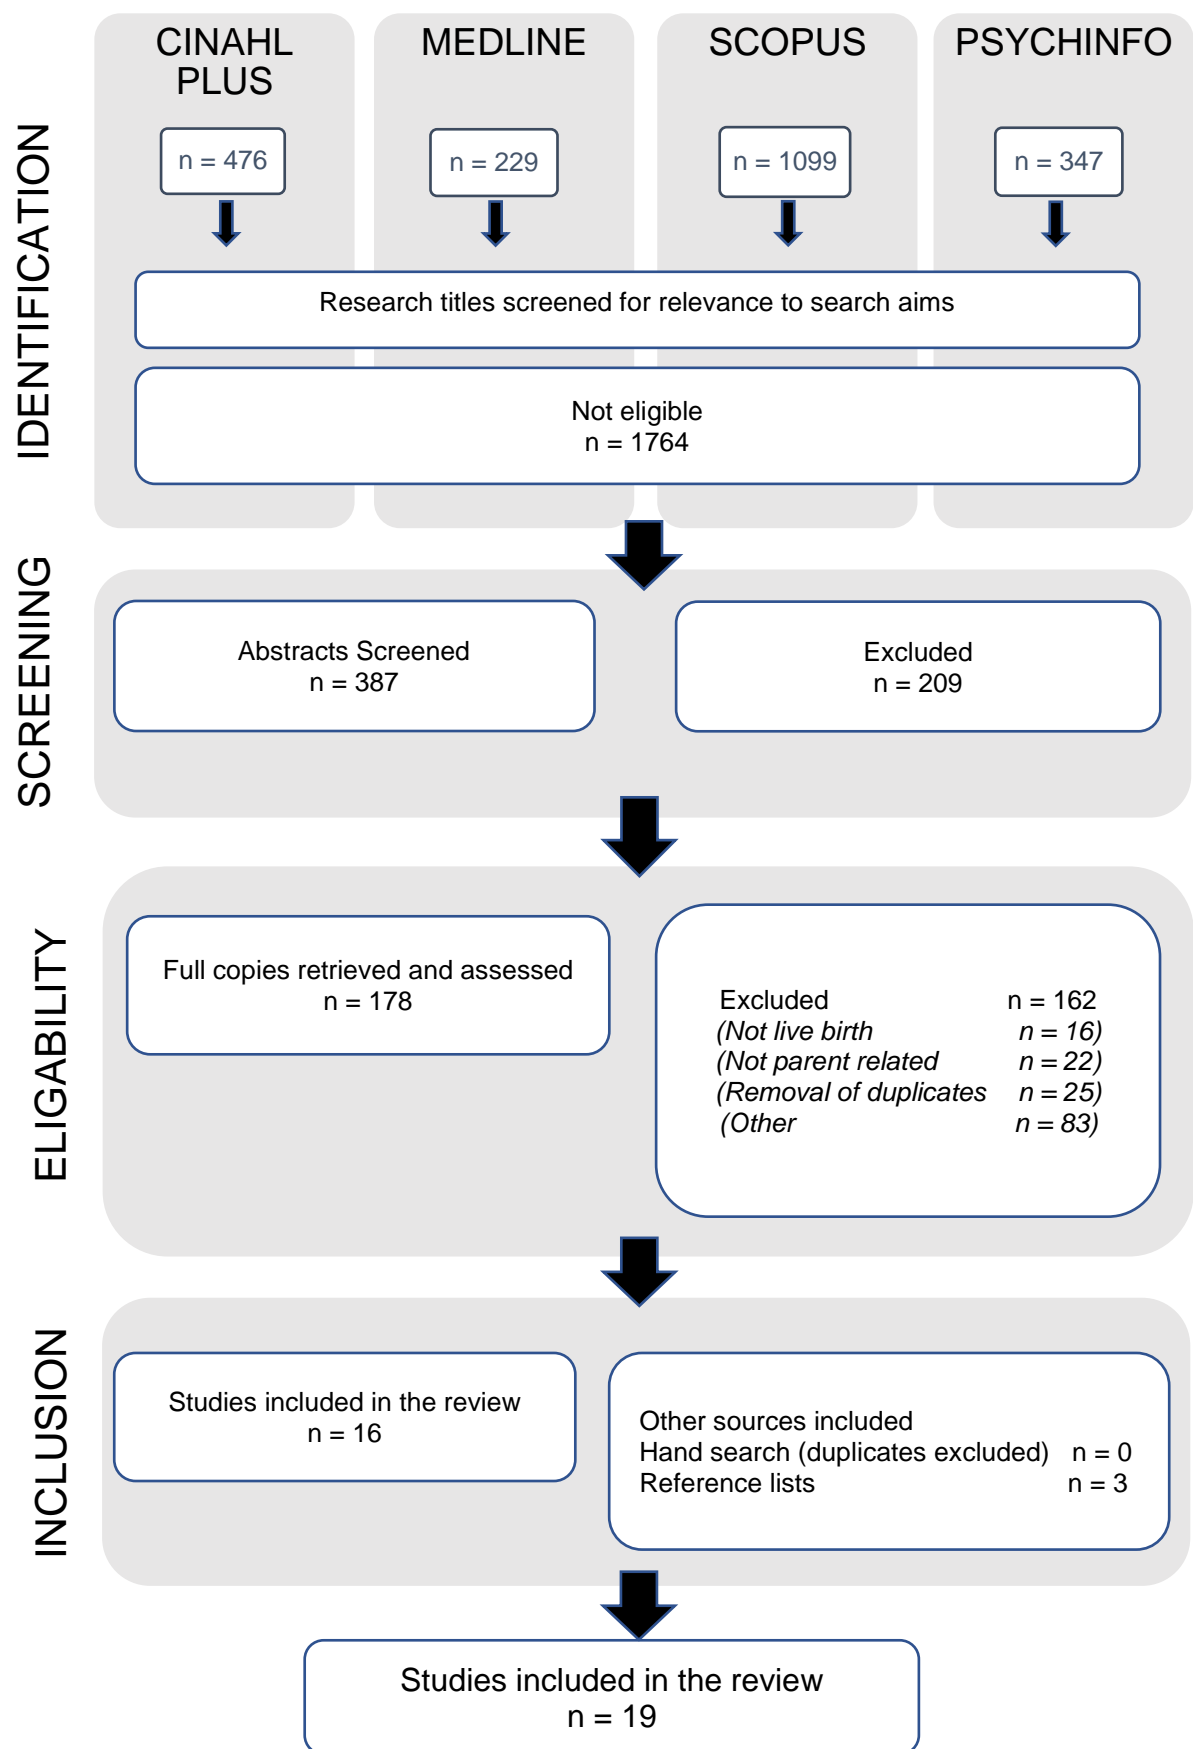 CINAHL
PLUS
MEDLINE
SCOPUS
PSYCHINFO
IDENTIFICATION
n = 476
n = 229
n = 1099
n = 347
Research titles screened for relevance to search aims
Not eligible
n = 1764
SCREENING
Abstracts Screened
n = 387
Excluded
n = 209
ELIGABILITY
Full copies retrieved and assessed
n = 178
Excluded n = 162
(Not live birth n = 16)
(Not parent related n = 22)
(Removal of duplicates n = 25)
(Other n = 83)
INCLUSION
Studies included in the review
n = 16
Other sources included
Hand search (duplicates excluded) n = 0
Reference lists n = 3
Studies included in the review
n = 19